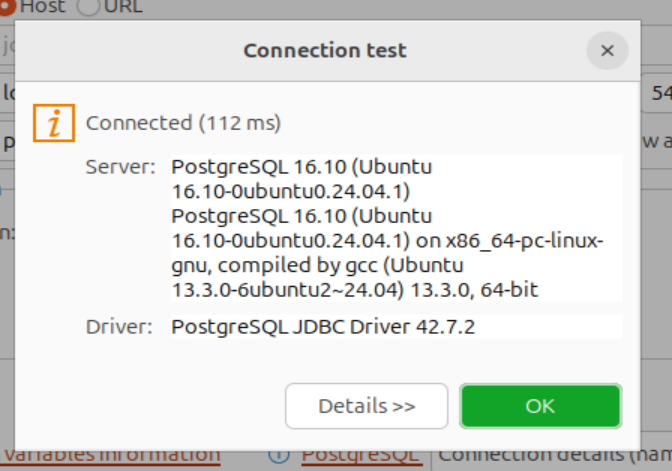 Host URL
Connection test
54
Connected (112 ms)
Server: PostgreSQL 16.10 (Ubuntu
16.10-0ubuntu0.24.04.1)
PostgreSQL 16.10 (Ubuntu
16.10-0ubuntu0.24.04.1) on x86_64-pc-linux-
gnu, compiled by gcc (Ubuntu
13.3.0-6ubuntu2~24.04) 13.3.0, 64-bit
Driver: PostgreSQL JDBC Driver 42.7.2
Details >> OK
variables information PostgreSQL Connection details (nam